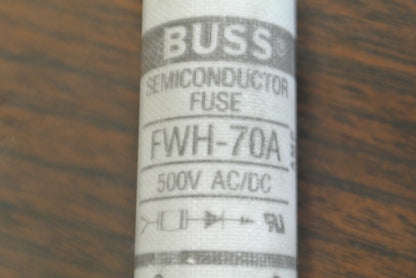 BUSS®
SEMICONDUCTOR
FUSE
FWH-70A
500V AC/DC